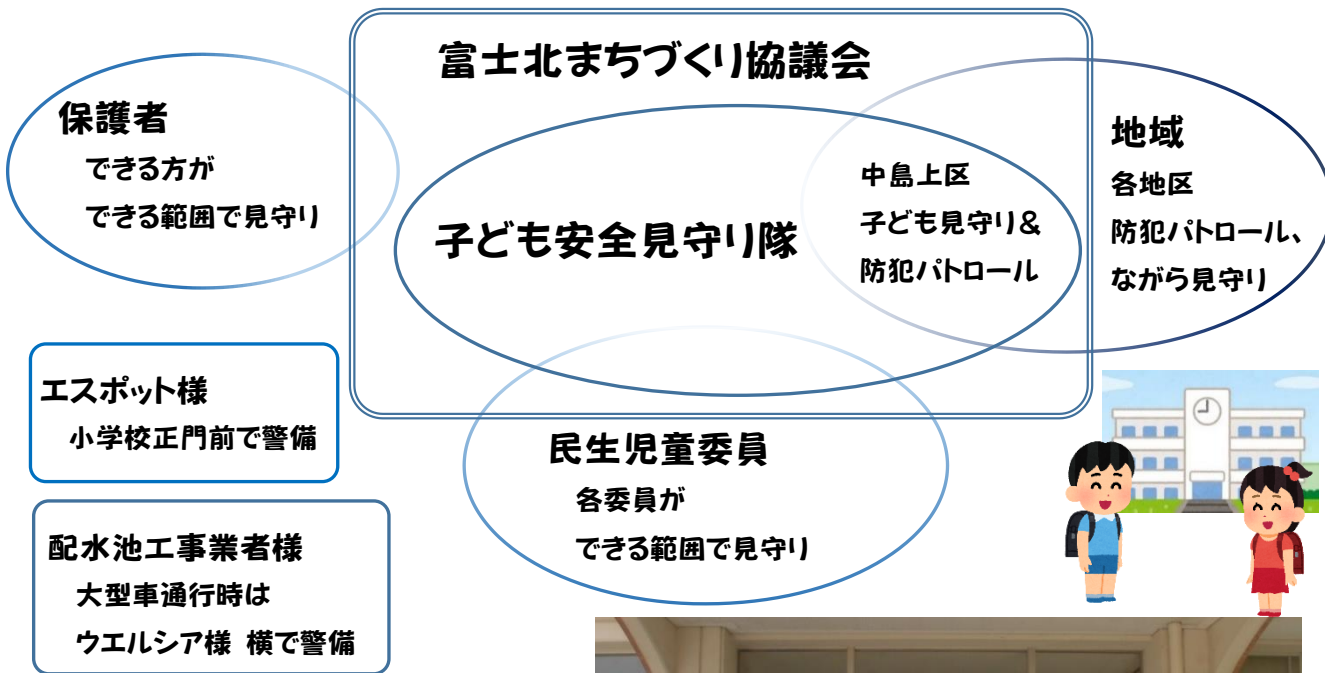 富士北まちづくり協議会
保護者
できる方が
できる範囲で見守り
子ども安全見守り隊
中島上区
子ども見守り&
防犯パトロール
地域
各地区
防犯パトロール、
ながら見守り
エスポット様
小学校正門前で警備
民生児童委員
各委員が
できる範囲で見守り
配水池工事業者様
大型車通行時は
ウエルシア様 横で警備